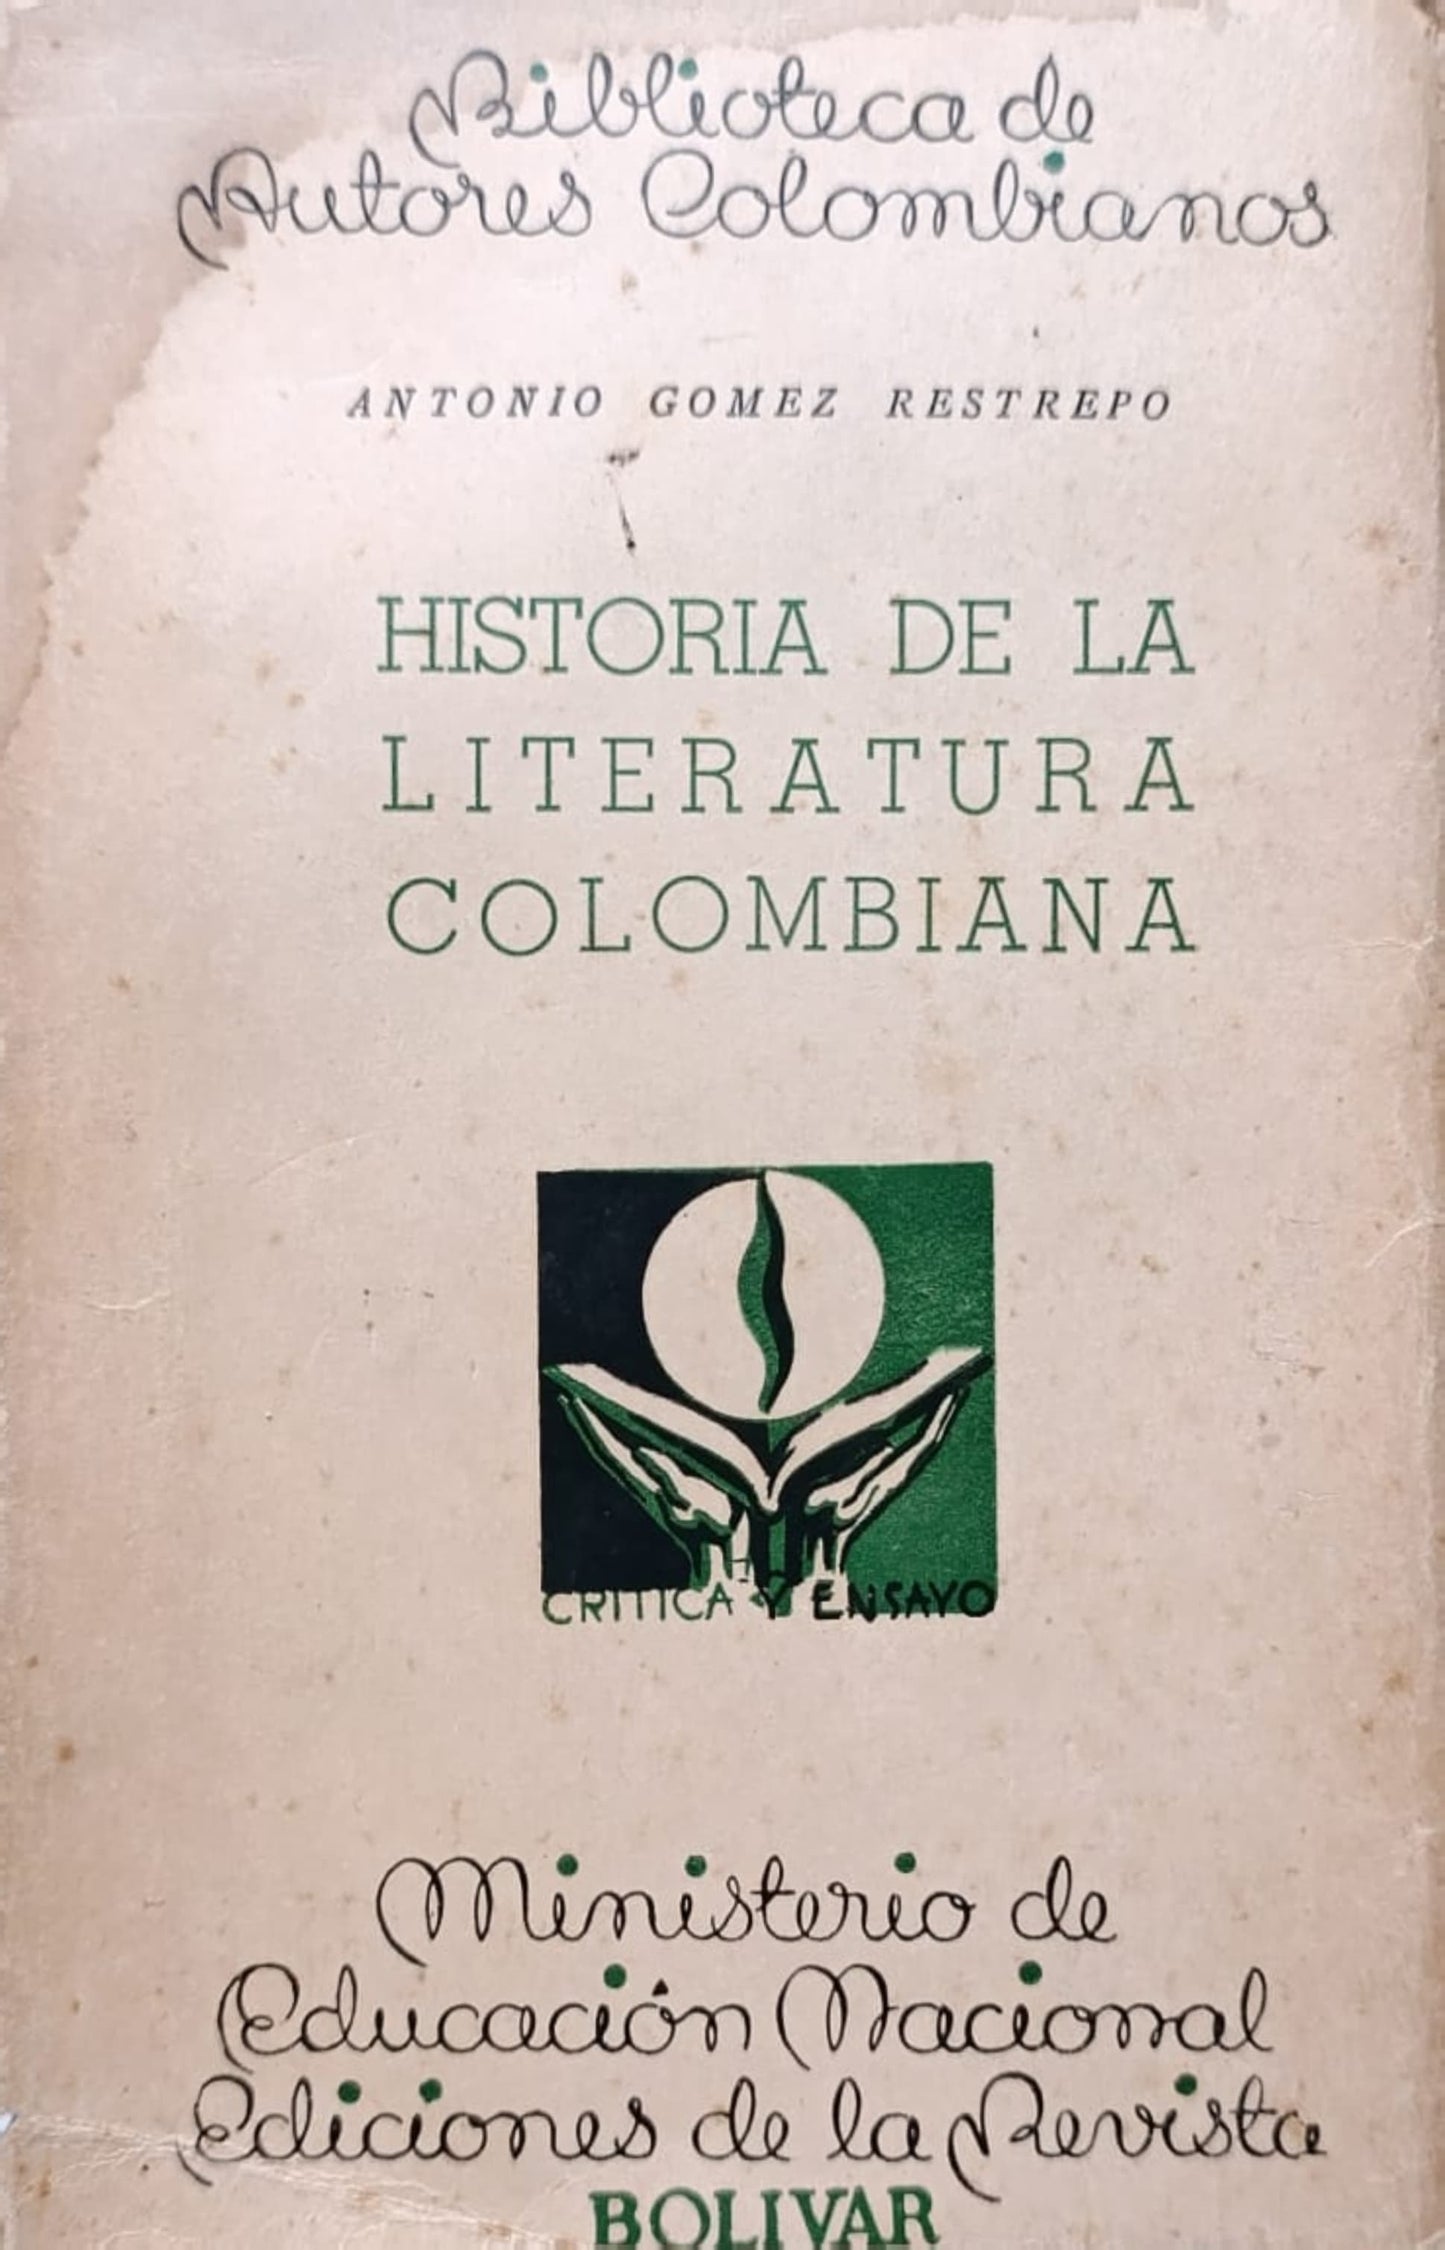 Biblioteca de
Autores Colombianos
ANTONIO GOMEZ RESTREPO
HISTORIA DE LA
LITERATURA
COLOMBIANA
CRITICA Y ENSAYO
Ministerio de
Educación Nacional
Ediciones de la Revista
BOLIVAR